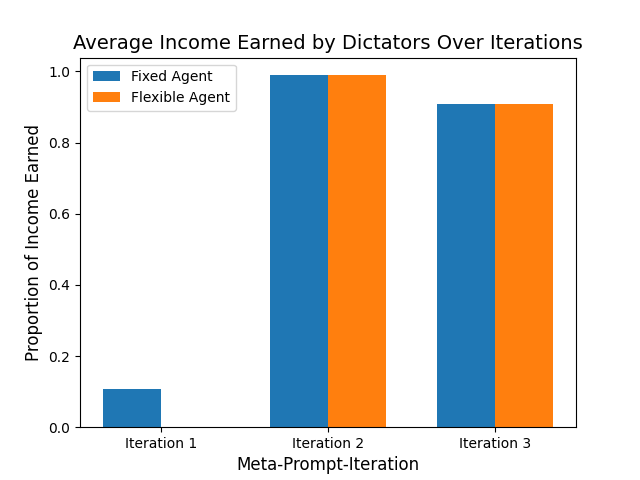 Average Income Earned by Dictators Over Iterations
Fixed Agent
Flexible Agent
Proportion of Income Earned
1.0
0.8
0.6
0.4
0.2
0.0
Iteration 1
Iteration 2
Iteration 3
Meta-Prompt-Iteration